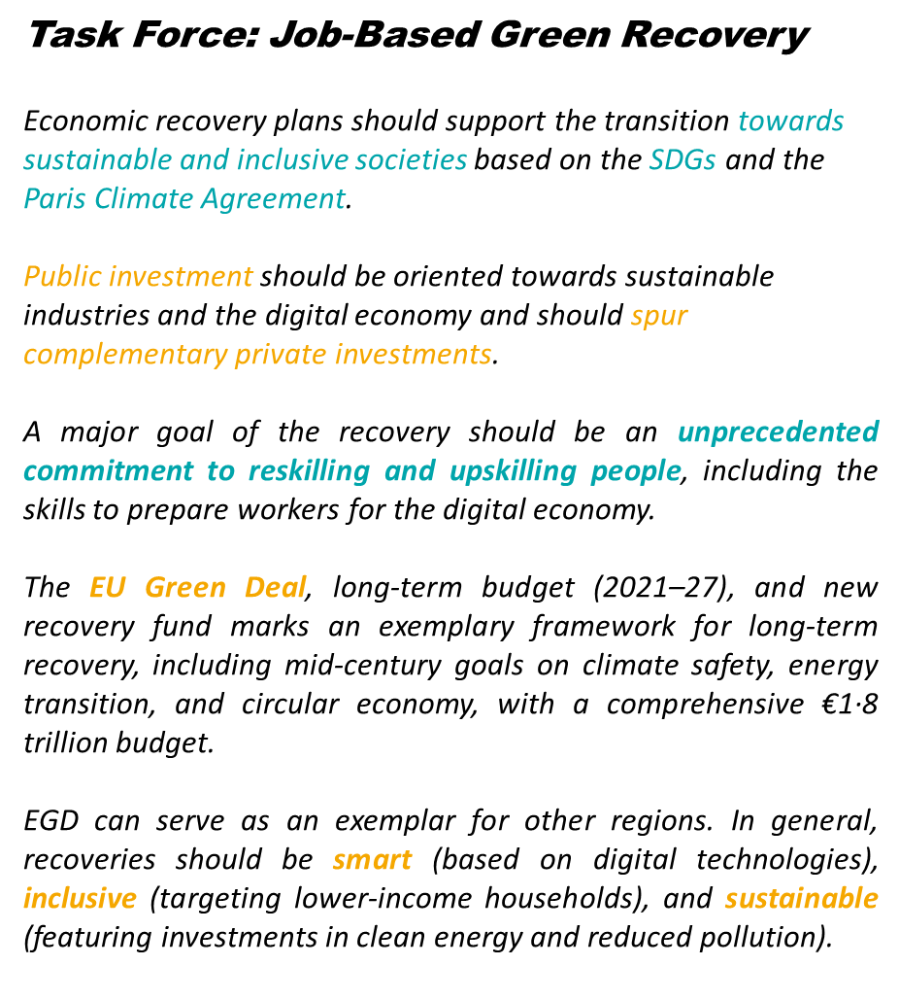 Task Force: Job-Based Green Recovery
Economic recovery plans should support the transition towards
sustainable and inclusive societies based on the SDGs and the
Paris Climate Agreement.
Public investment should be oriented towards sustainable
industries and the digital economy and should spur
complementary private investments.
A major goal of the recovery should be an unprecedented
commitment to reskilling and upskilling people, including the
skills to prepare workers for the digital economy.
The EU Green Deal, long-term budget (2021–27), and new
recovery fund marks an exemplary framework for long-term
recovery, including mid-century goals on climate safety, energy
transition, and circular economy, with a comprehensive €1·8
trillion budget.
EGD can serve as an exemplar for other regions. In general,
recoveries should be smart (based on digital technologies),
inclusive (targeting lower-income households), and sustainable
(featuring investments in clean energy and reduced pollution).